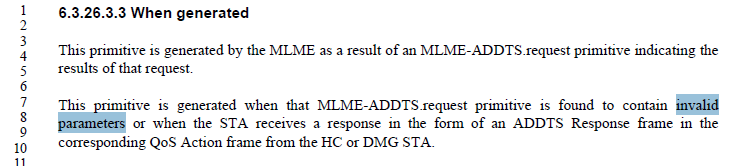 1 6.3.26.3.3 When generated
2
3
4 This primitive is generated by the MLME as a result of an MLME-ADDTS.request primitive indicating the
5 results of that request.
6
7 This primitive is generated when that MLME-ADDTS.request primitive is found to contain invalid
8 parameters or when the STA receives a response in the form of an ADDTS Response frame in the
9
10 corresponding QoS Action frame from the HC or DMG STA.
11